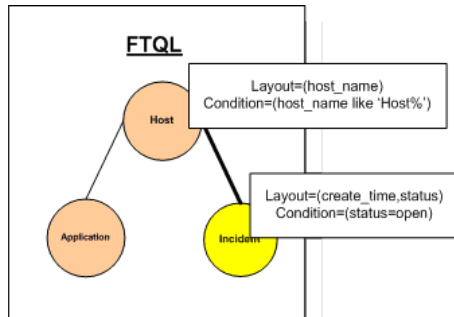 FTQL
Layout=(host_name)
Condition=(host_name like ‘Host%’)
Host
Layout=(create_time,status)
Condition=(status=open)
Application
Incident